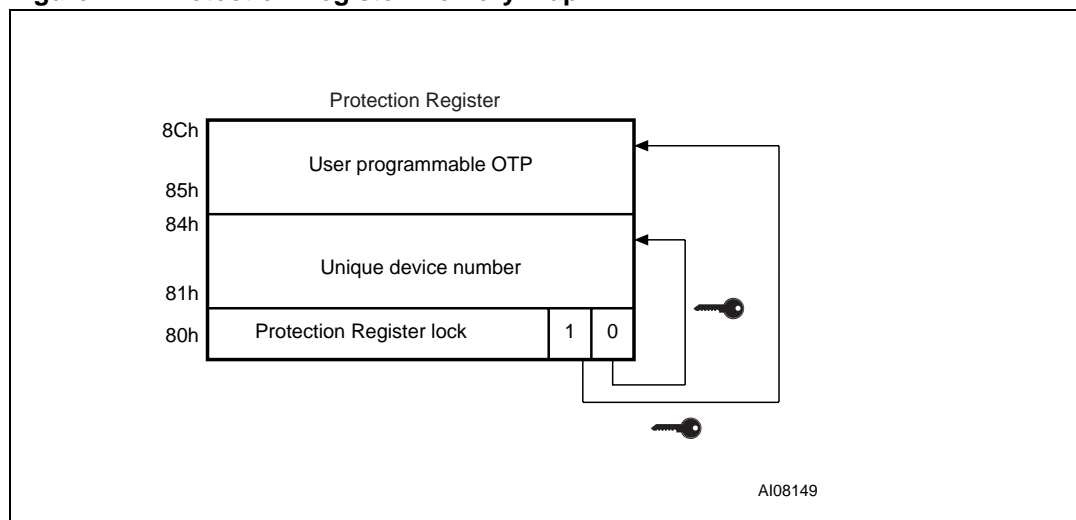 Protection Register
8Ch
User programmable OTP
85h
84h
Unique device number
81h
80h Protection Register lock 1 0
AI08149